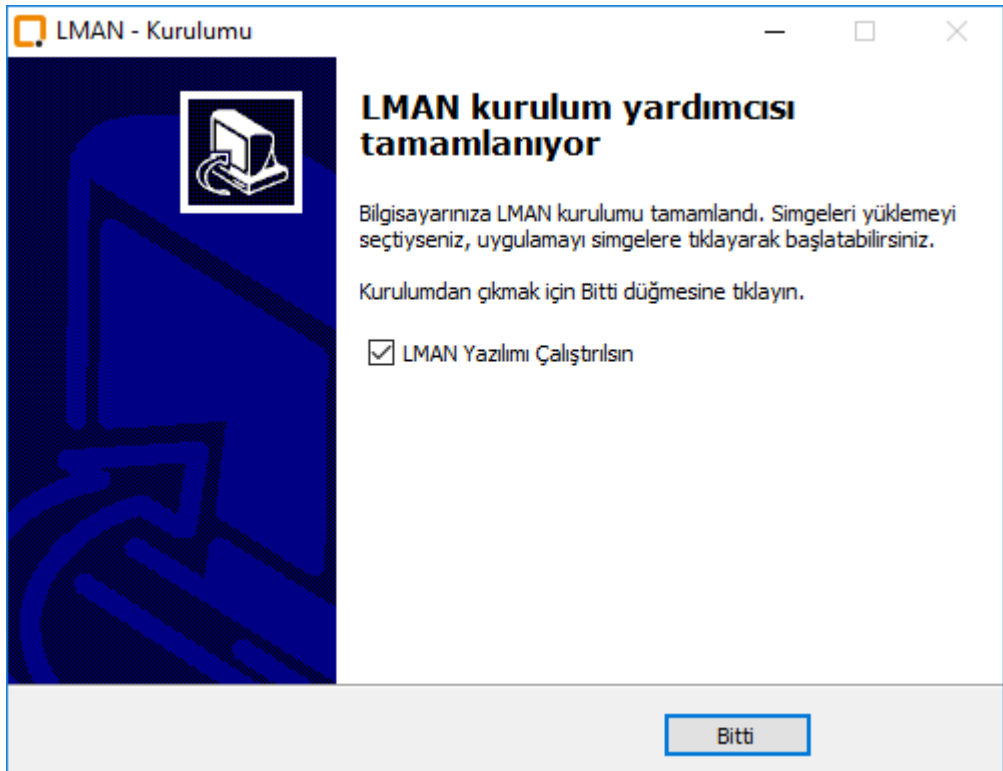 LMAN - Kurulumu
LMAN kurulum yardımcısı
tamamlanıyor
Bilgisayarınıza LMAN kurulumu tamamlandı. Simgeleri yüklemeyi
seçtiyseniz, uygulamayı simgelere tıklayarak başlatabilirsiniz.
Kurulumdan çıkmak için Bitti düğmesine tıklayın.
LMAN Yazılımı Çalıştırılsın
Bitti